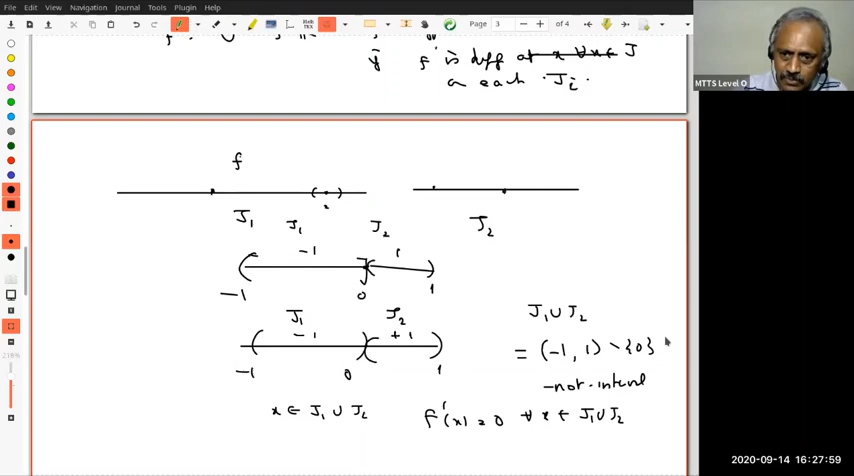 File Edit View Navigation Journal Tools Plugin Help
Page 3 of 4
218%
MTTS Level O
f' is diff at x ∀ x ∈ J
on each J_i.
f
J₁ J₂
J₁ J₂
-1 1
-1 0 1
J₁ J₂
-1 +1
-1 0 1
J₁ ∪ J₂
= (-1, 1) \ {0}
-not. interval
x ∈ J₁ ∪ J₂ f'(x) = 0 ∀ x ∈ J₁ ∪ J₂
2020-09-14 16:27:59